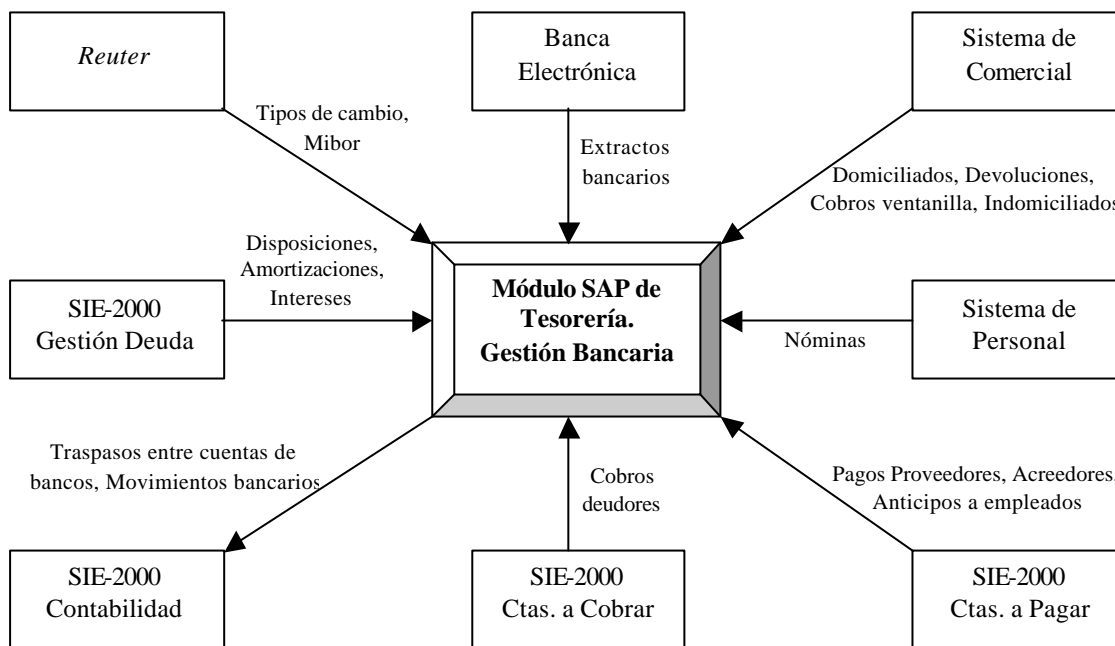 Reuter
Banca
Electrónica
Sistema de
Comercial
Tipos de cambio,
Mibor
Extractos
bancarios
Domiciliados, Devoluciones,
Cobros ventanilla, Indomiciliados
Disposiciones,
Amortizaciones,
Intereses
SIE-2000
Gestión Deuda
Módulo SAP de
Tesorería.
Gestión Bancaria
Nóminas
Sistema de
Personal
Traspasos entre cuentas de
bancos, Movimientos bancarios
Cobros
deudores
Pagos Proveedores, Acreedores,
Anticipos a empleados
SIE-2000
Contabilidad
SIE-2000
Ctas. a Cobrar
SIE-2000
Ctas. a Pagar